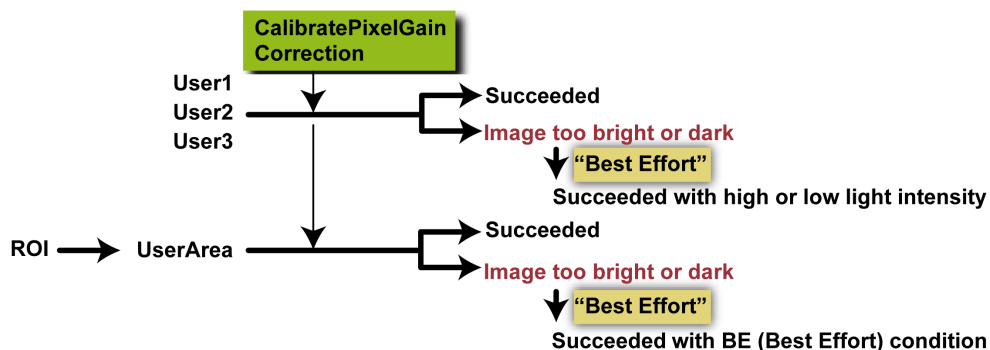 CalibratePixelGain
Correction
User1
User2
User3
Succeeded
Image too bright or dark
“Best Effort”
Succeeded with high or low light intensity
ROI
UserArea
Succeeded
Image too bright or dark
“Best Effort”
Succeeded with BE (Best Effort) condition